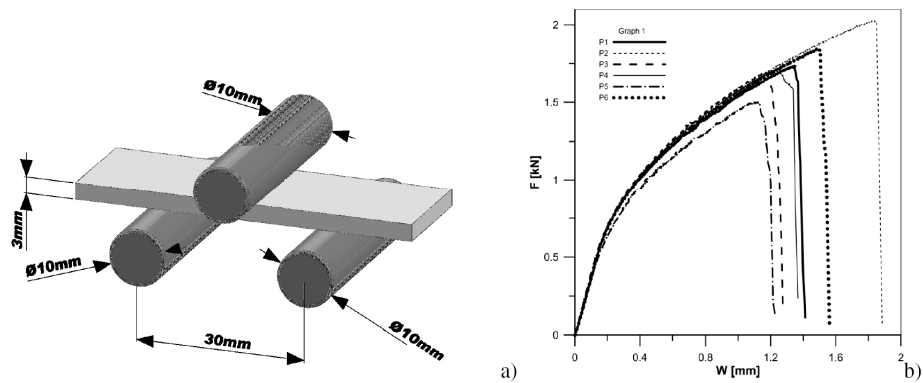 Ø10mm
3mm
Ø10mm
30mm
Ø10mm
a)
F [kN]
2
1.5
1
0.5
0
Graph 1
P1
P2
P3
P4
P5
P6
0
0.4
0.8
1.2
1.6
2
W [mm]
b)